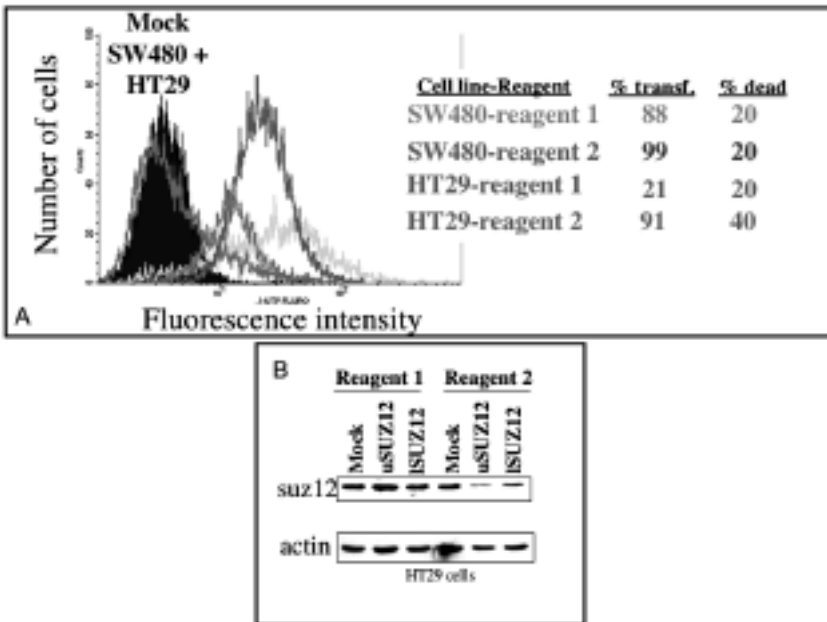 Mock
SW480 +
HT29
Number of cells
Fluorescence intensity
A
Cell line-Reagent % transf. % dead
SW480-reagent 1 88 20
SW480-reagent 2 99 20
HT29-reagent 1 21 20
HT29-reagent 2 91 40
B
Reagent 1 Reagent 2
Mock uSUZ12 lSUZ12 Mock uSUZ12 lSUZ12
suz12
actin
HT29 cells